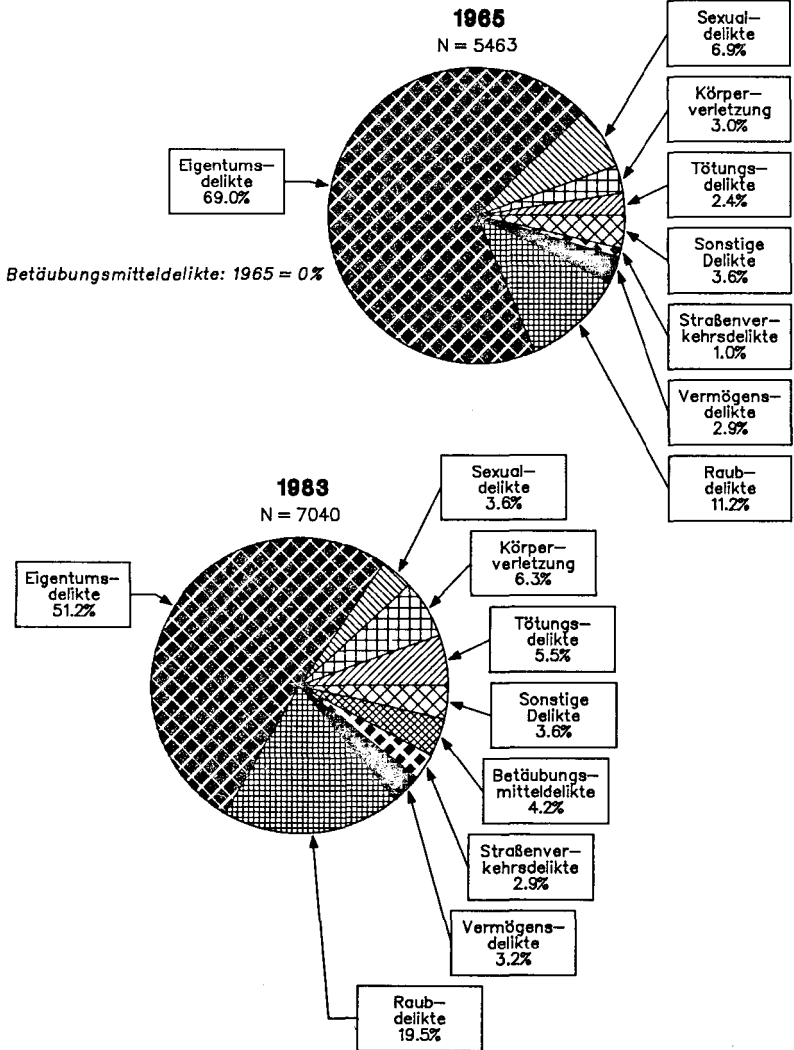 1965
N = 5463
Sexual–
delikte
6.9%
Körper–
verletzung
3.0%
Tötungs–
delikte
2.4%
Sonstige
Delikte
3.6%
Straßenver–
kehrsdelikte
1.0%
Vermögens–
delikte
2.9%
Raub–
delikte
11.2%
Eigentums–
delikte
69.0%
Betäubungsmitteldelikte: 1965 = 0%
1983
N = 7040
Sexual–
delikte
3.6%
Körper–
verletzung
6.3%
Tötungs–
delikte
5.5%
Sonstige
Delikte
3.6%
Betäubungs–
mitteldelikte
4.2%
Straßenver–
kehrsdelikte
2.9%
Vermögens–
delikte
3.2%
Raub–
delikte
19.5%
Eigentums–
delikte
51.2%